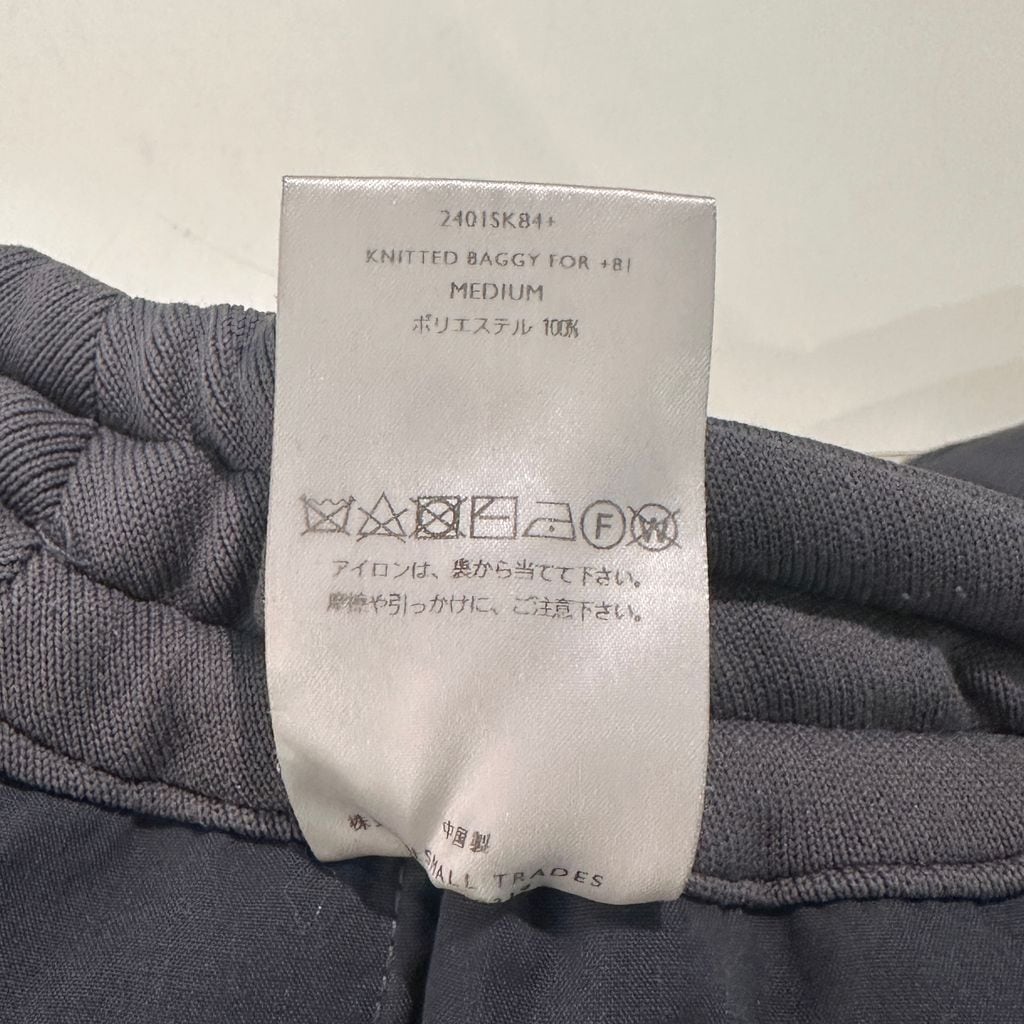 2401SK84+
KNITTED BAGGY FOR +81
MEDIUM
ポリエステル 100%
F W
アイロンは、裏から当てて下さい。
摩擦や引っかけに、ご注意下さい。
中国製
SMALL TRADES